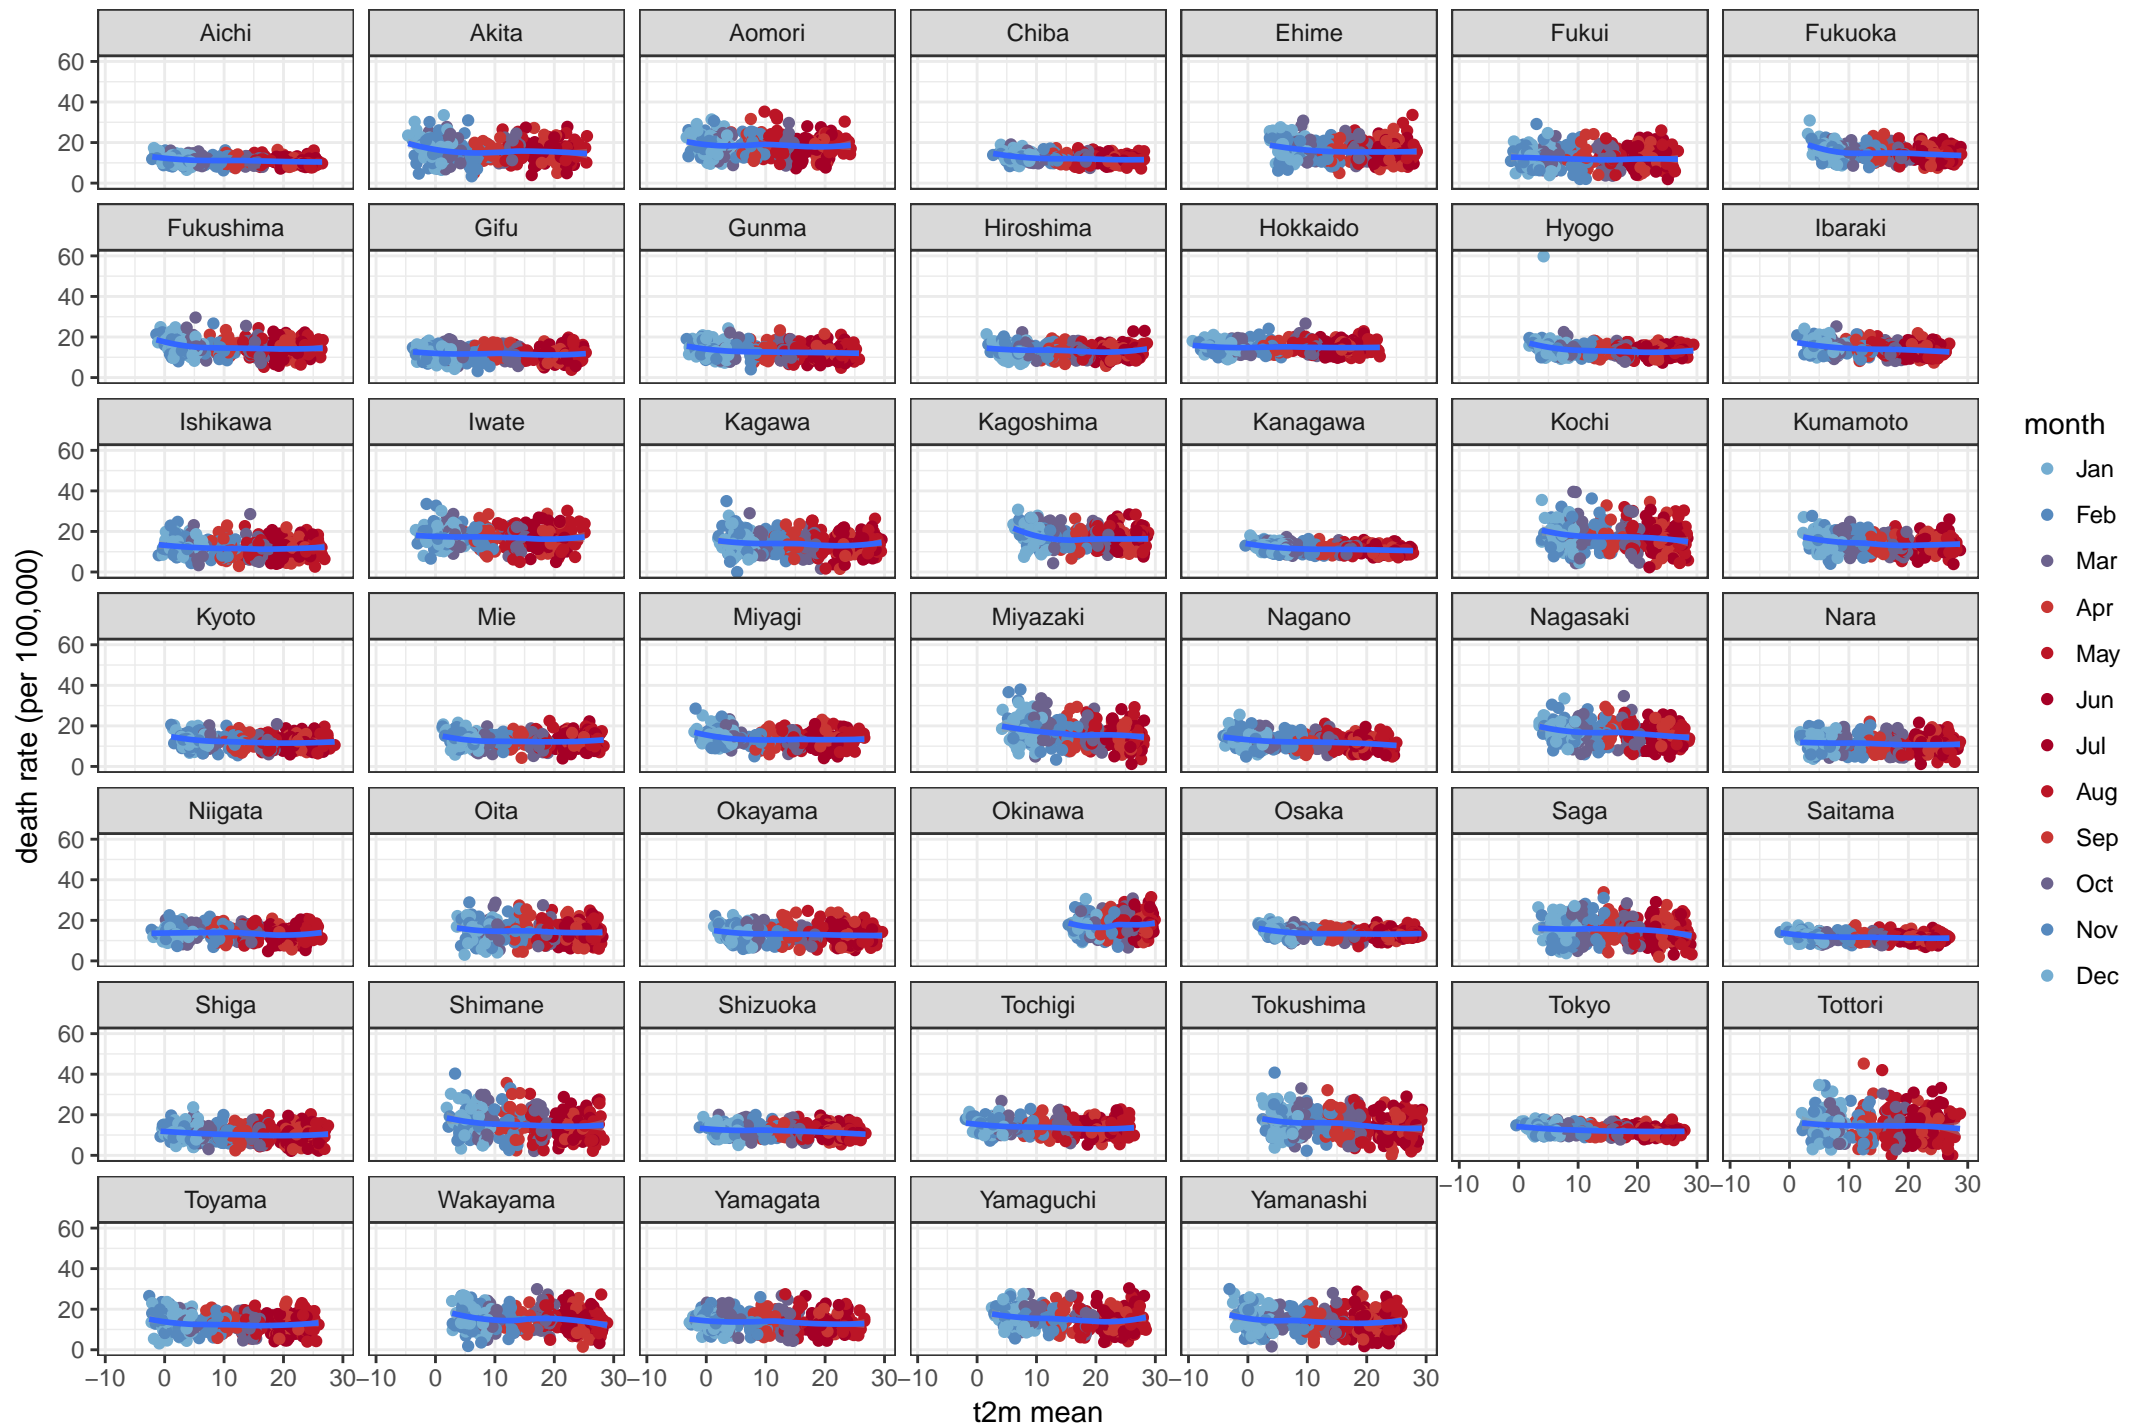 Aichi Akita Aomori Chiba Ehime Fukui Fukuoka
60
40
20
0
Fukushima Gifu Gunma Hiroshima Hokkaido Hyogo Ibaraki
60
40
20
0
Ishikawa Iwate Kagawa Kagoshima Kanagawa Kochi Kumamoto
60
40
20
0
Kyoto Mie Miyagi Miyazaki Nagano Nagasaki Nara
60
40
20
0
Niigata Oita Okayama Okinawa Osaka Saga Saitama
60
40
20
0
Shiga Shimane Shizuoka Tochigi Tokushima Tokyo Tottori
60
40
20
0
−10 0 10 20 30 −10 0 10 20 30
Toyama Wakayama Yamagata Yamaguchi Yamanashi
60
40
20
0
−10 0 10 20 30 −10 0 10 20 30 −10 0 10 20 30 −10 0 10 20 30 −10 0 10 20 30
t2m mean
death rate (per 100,000)
month
Jan
Feb
Mar
Apr
May
Jun
Jul
Aug
Sep
Oct
Nov
Dec